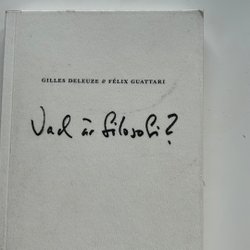 GILLES DELEUZE & FÉLIX GUATTARI
Vad är filosofi?